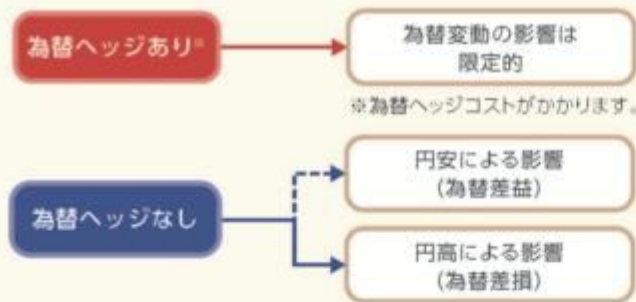 為替ヘッジあり※
為替変動の影響は
限定的
※為替ヘッジコストがかかります。
為替ヘッジなし
円安による影響
(為替差益)
円高による影響
(為替差損)